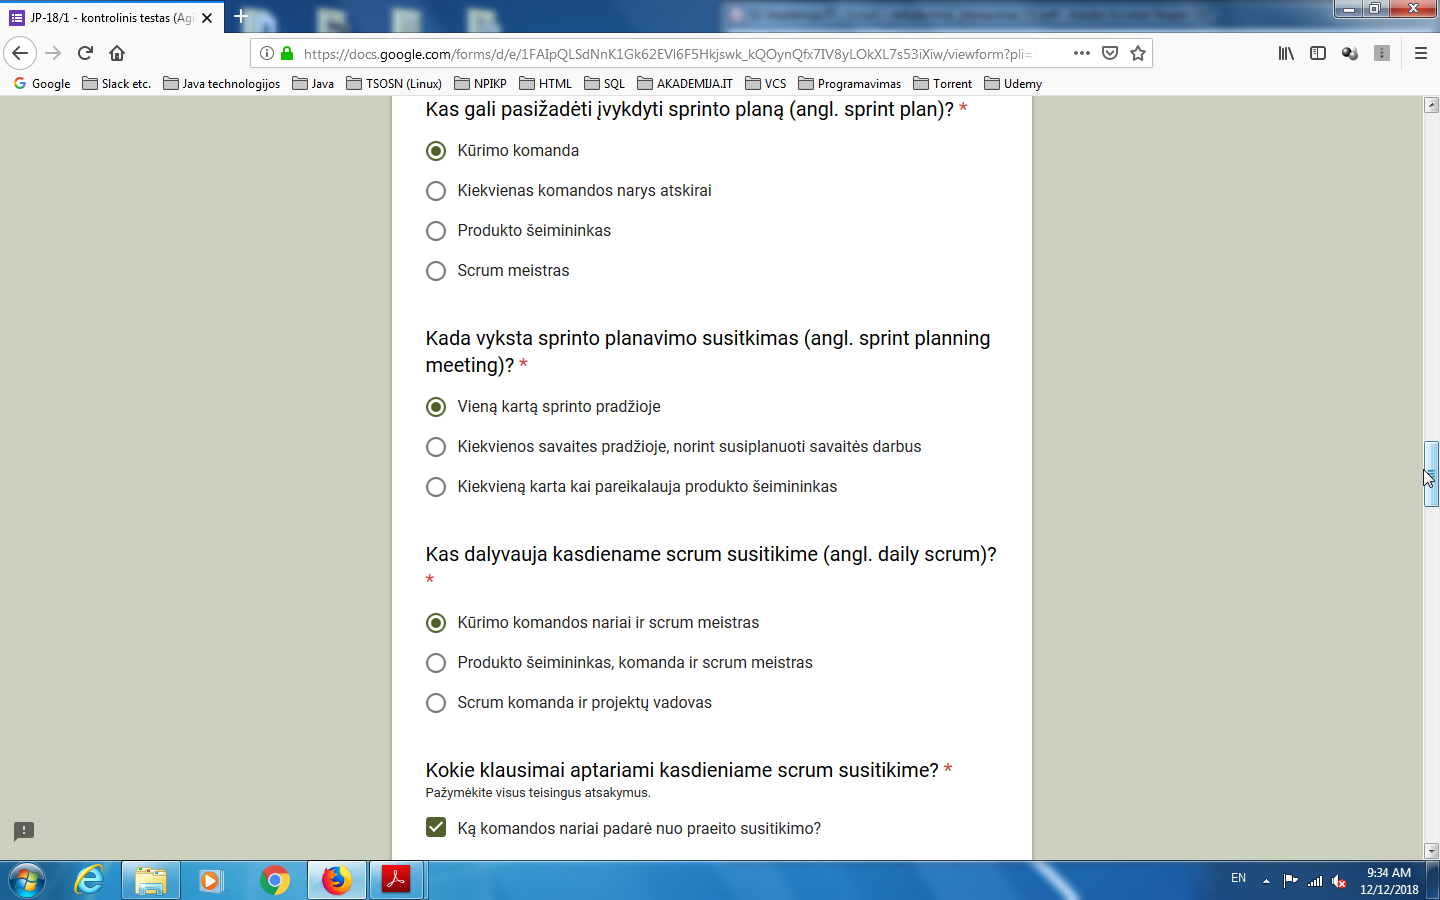 JP-18/1 - kontrolinis testas (Ag
https://docs.google.com/forms/d/e/1FAIpQLSdNnK1Gk62EVl6F5Hkjswk_kQOynQfx7IV8yLOkXL7s53iXiw/viewform?pli=
Google Slack etc. Java technologijos Java TSOSN (Linux) NPIKP HTML SQL AKADEMIJA.IT VCS Programavimas Torrent Udemy
Kas gali pasižadėti įvykdyti sprinto planą (angl. sprint plan)? *
Kūrimo komanda
Kiekvienas komandos narys atskirai
Produkto šeimininkas
Scrum meistras
Kada vyksta sprinto planavimo susitkimas (angl. sprint planning
meeting)? *
Vieną kartą sprinto pradžioje
Kiekvienos savaites pradžioje, norint susiplanuoti savaitės darbus
Kiekvieną karta kai pareikalauja produkto šeimininkas
Kas dalyvauja kasdiename scrum susitikime (angl. daily scrum)?
*
Kūrimo komandos nariai ir scrum meistras
Produkto šeimininkas, komanda ir scrum meistras
Scrum komanda ir projektų vadovas
Kokie klausimai aptariami kasdieniame scrum susitikime? *
Pažymėkite visus teisingus atsakymus.
Ką komandos nariai padarė nuo praeito susitikimo?
EN
9:34 AM
12/12/2018